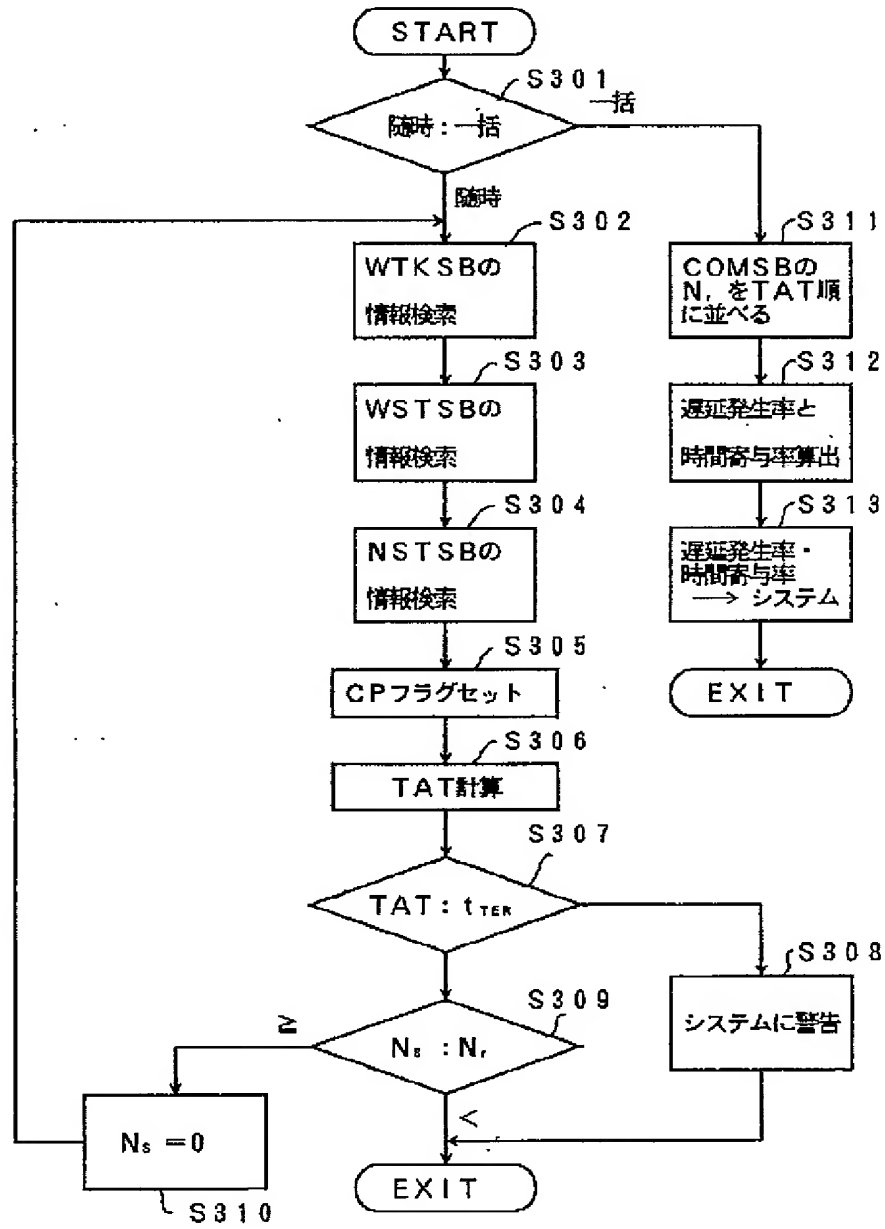 START
S301
随時：一括
一括
随時
S302
WTKSBの
情報検索
S303
WSTSBの
情報検索
S304
NSTSBの
情報検索
S305
CPフラグセット
S306
TAT計算
S307
TAT：tTER
S308
システムに警告
S309
Ns：Nr
≧
<
Ns＝0
S310
EXIT
S311
COMSBの
NrをTAT順
に並べる
S312
遅延発生率と
時間寄与率算出
S313
遅延発生率・
時間寄与率
→ システム
EXIT